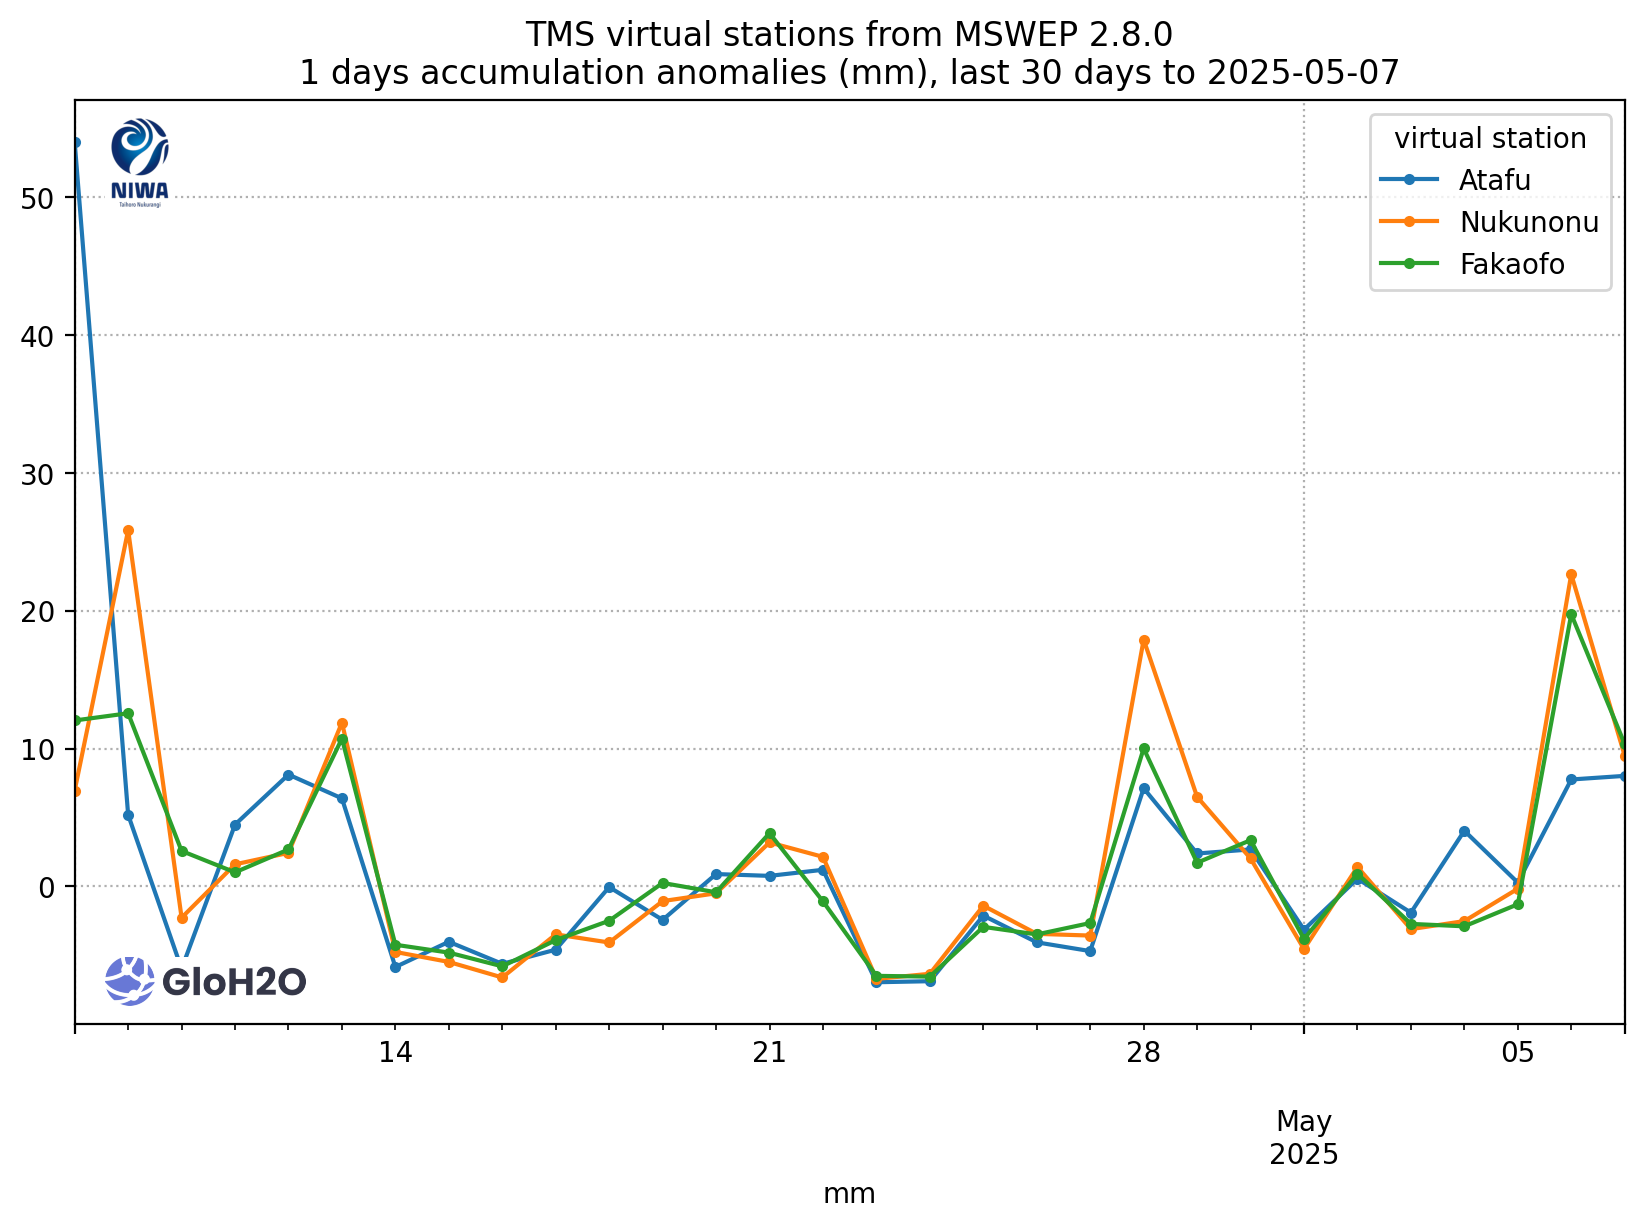 TMS virtual stations from MSWEP 2.8.0
1 days accumulation anomalies (mm), last 30 days to 2025-05-07
NIWA
Taihoro Nukurangi
virtual station
Atafu
Nukunonu
Fakaofo
50
40
30
20
10
0
GloH2O
14
21
28
05
May
2025
mm